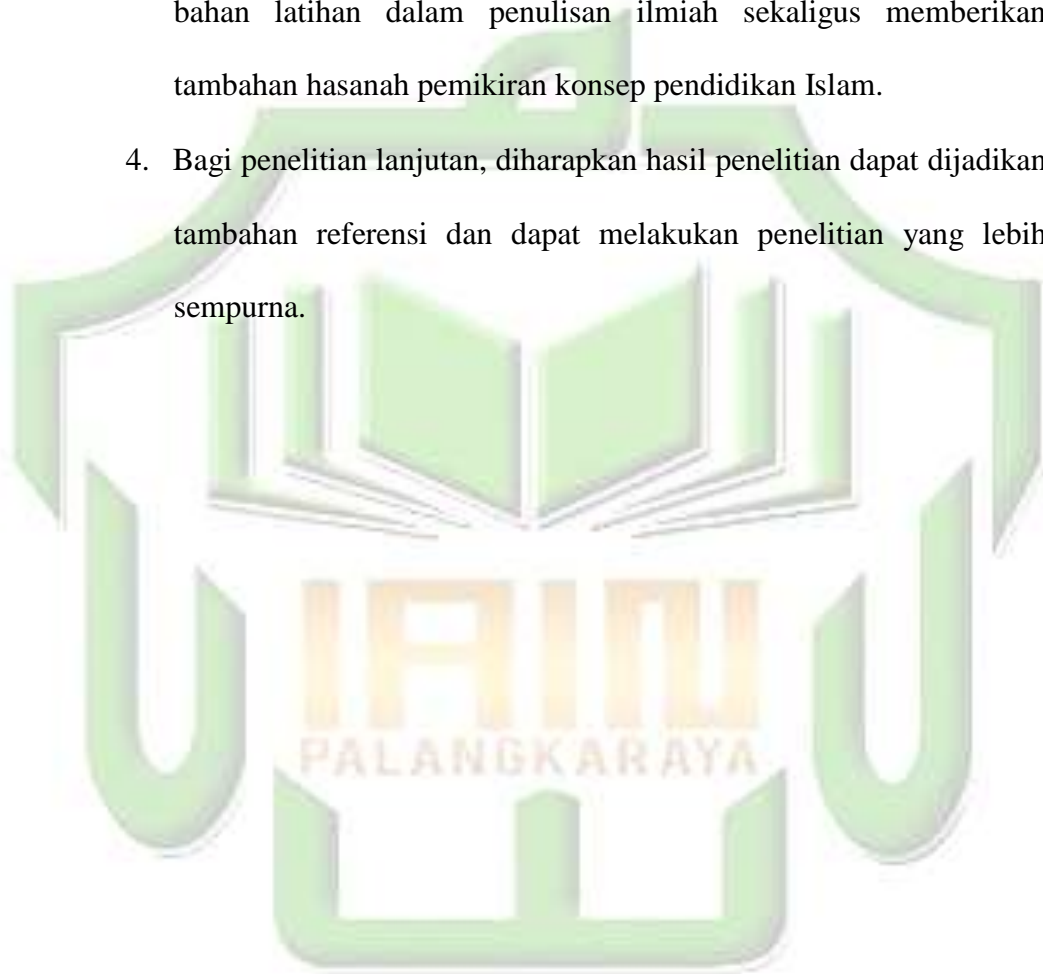 bahan latihan dalam penulisan ilmiah sekaligus memberikan
tambahan hasanah pemikiran konsep pendidikan Islam.
4. Bagi penelitian lanjutan, diharapkan hasil penelitian dapat dijadikan
tambahan referensi dan dapat melakukan penelitian yang lebih
sempurna.
IAIN
PALANGKARAYA